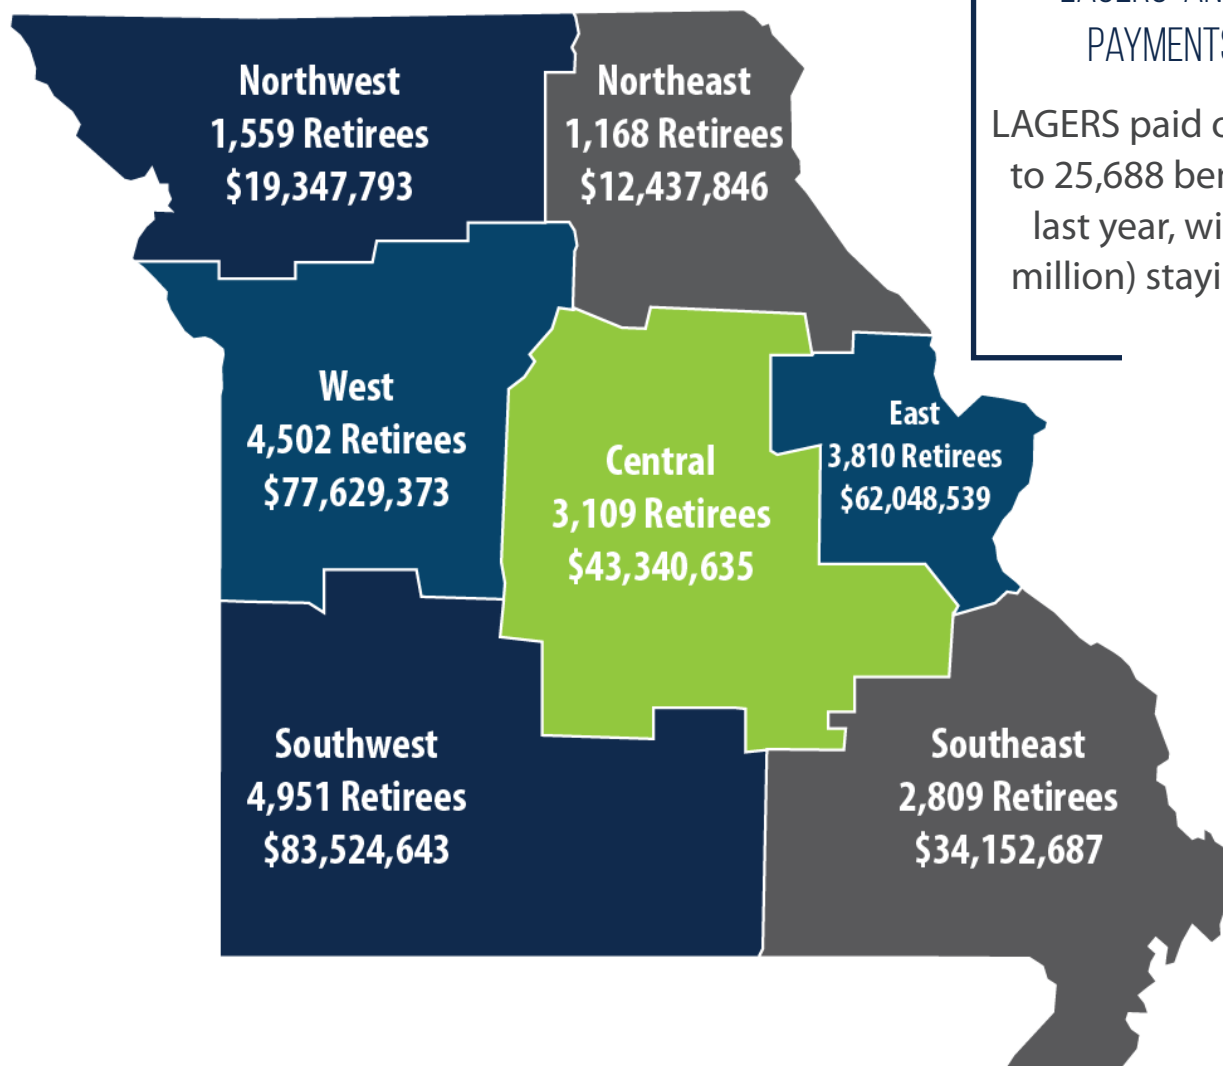 PAYMENTS
LAGERS paid
to 25,688
last year,
million)
Northwest
1,559 Retirees
$19,347,793
Northeast
1,168 Retirees
$12,437,846
West
4,502 Retirees
$77,629,373
Central
3,109 Retirees
$43,340,635
East
3,810 Retirees
$62,048,539
Southwest
4,951 Retirees
$83,524,643
Southeast
2,809 Retirees
$34,152,687